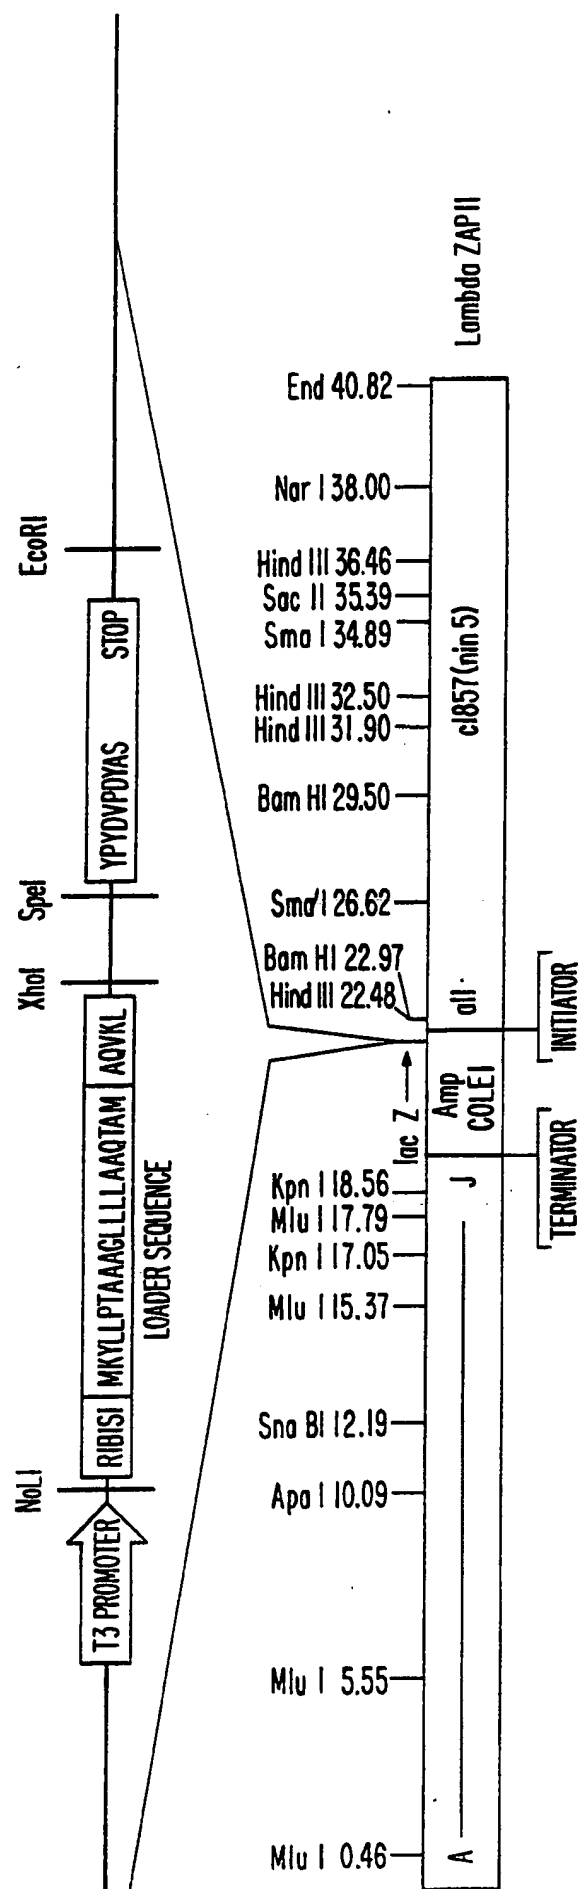 EcoRI
SpeI
XhoI
NoLI
T3 PROMOTER
RIBISI
MKYLLPTAAAGLLLLAAQTAM
AQVKL
LOADER SEQUENCE
YPYDVPDYAS STOP
End 40.82
Nar I 38.00
Hind III 36.46
Sac II 35.39
Sma I 34.89
Hind III 32.50
Hind III 31.90
Bam HI 29.50
Sma I 26.62
Bam HI 22.97
Hind III 22.48
lac Z
Kpn I 18.56
Mlu I 17.79
Kpn I 17.05
Mlu I 15.37
Sna BI 12.19
Apa I 10.09
Mlu I 5.55
Mlu I 0.46
A
J
Amp
COLEI
att
cI857(nin5)
Lambda ZAPII
TERMINATOR
INITIATOR